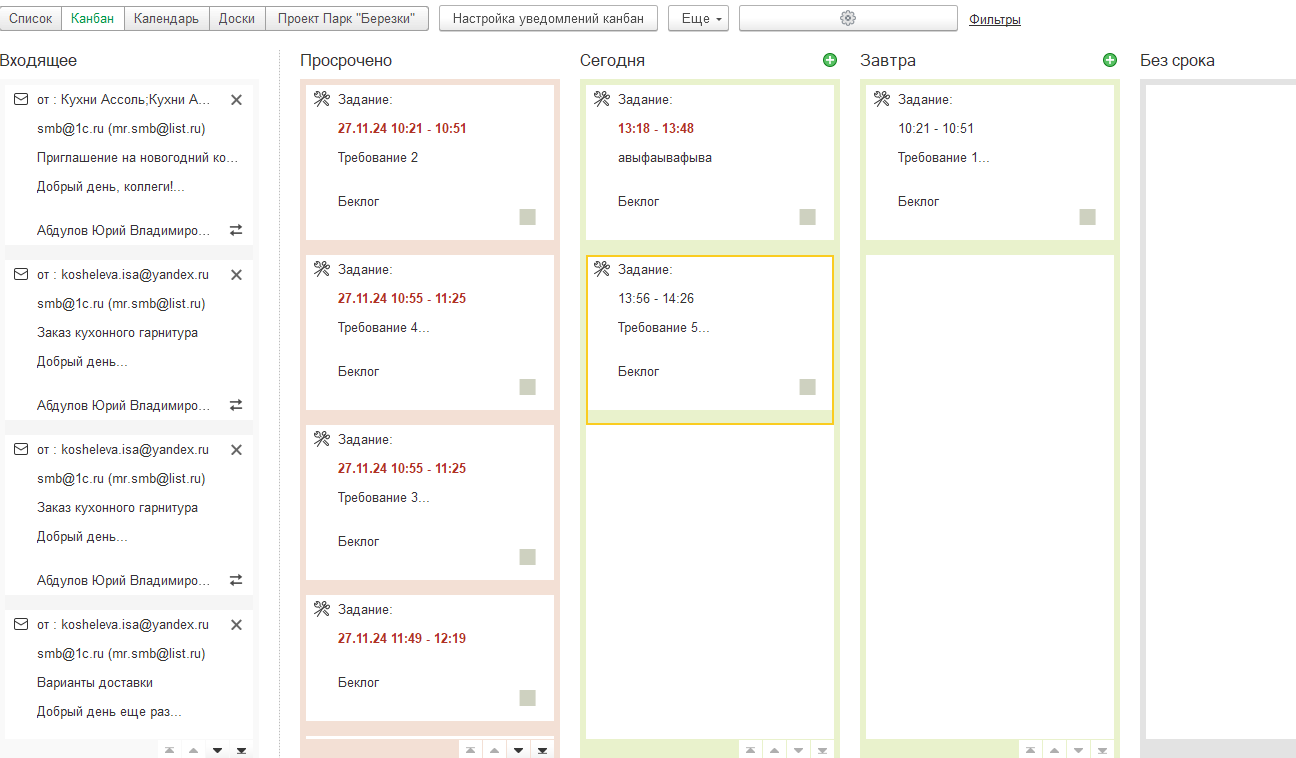 Список Канбан Календарь Доски Проект Парк "Березки" Настройка уведомлений канбан Еще Фильтры
Входящее
от : Кухни Ассоль;Кухни А...
smb@1c.ru (mr.smb@list.ru)
Приглашение на новогодний ко...
Добрый день, коллеги!...
Абдулов Юрий Владимиро...
от : kosheleva.isa@yandex.ru
smb@1c.ru (mr.smb@list.ru)
Заказ кухонного гарнитура
Добрый день...
Абдулов Юрий Владимиро...
от : kosheleva.isa@yandex.ru
smb@1c.ru (mr.smb@list.ru)
Заказ кухонного гарнитура
Добрый день...
Абдулов Юрий Владимиро...
от : kosheleva.isa@yandex.ru
smb@1c.ru (mr.smb@list.ru)
Варианты доставки
Добрый день еще раз...
Просрочено
Задание:
27.11.24 10:21 - 10:51
Требование 2
Беклог
Задание:
27.11.24 10:55 - 11:25
Требование 4...
Беклог
Задание:
27.11.24 10:55 - 11:25
Требование 3...
Беклог
Задание:
27.11.24 11:49 - 12:19
Беклог
Сегодня
Задание:
13:18 - 13:48
авыфаывафыва
Беклог
Задание:
13:56 - 14:26
Требование 5...
Беклог
Завтра
Задание:
10:21 - 10:51
Требование 1...
Беклог
Без срока